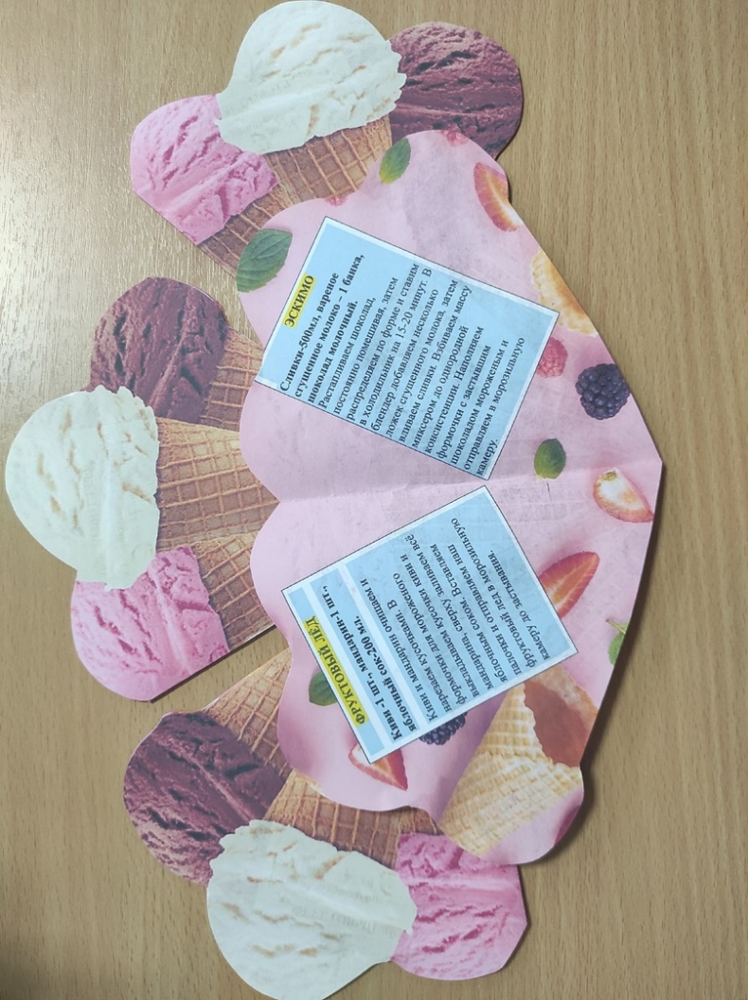 ЭСКИМО
Сливки-500мл, вареное
сгущенное молоко – 1 банка,
шоколад молочный.
Растапливаем шоколад,
постоянно помешивая, затем
распределяем по форме и ставим
в холодильник на 15-20 минут. В
блендер добавляем несколько
ложек сгущенного молока, затем
вливаем сливки. Взбиваем массу
миксером до однородной
консистенции. Наполняем
формочки с застывшим
шоколадом мороженым и
отправляем в морозильную
камеру.
ФРУКТОВЫЙ ЛЁД
Киви -1 шт., мандарин-1 шт.,
яблочный сок-200 мл.
Киви и мандарин очищаем и
нарезаем кусочками. В
формочки для мороженого
выкладываем кусочки киви и
мандарина, сверху заливаем всё
яблочным соком. Вставляем
палочки и отправляем наш
фруктовый лед в морозильную
камеру до застывания.